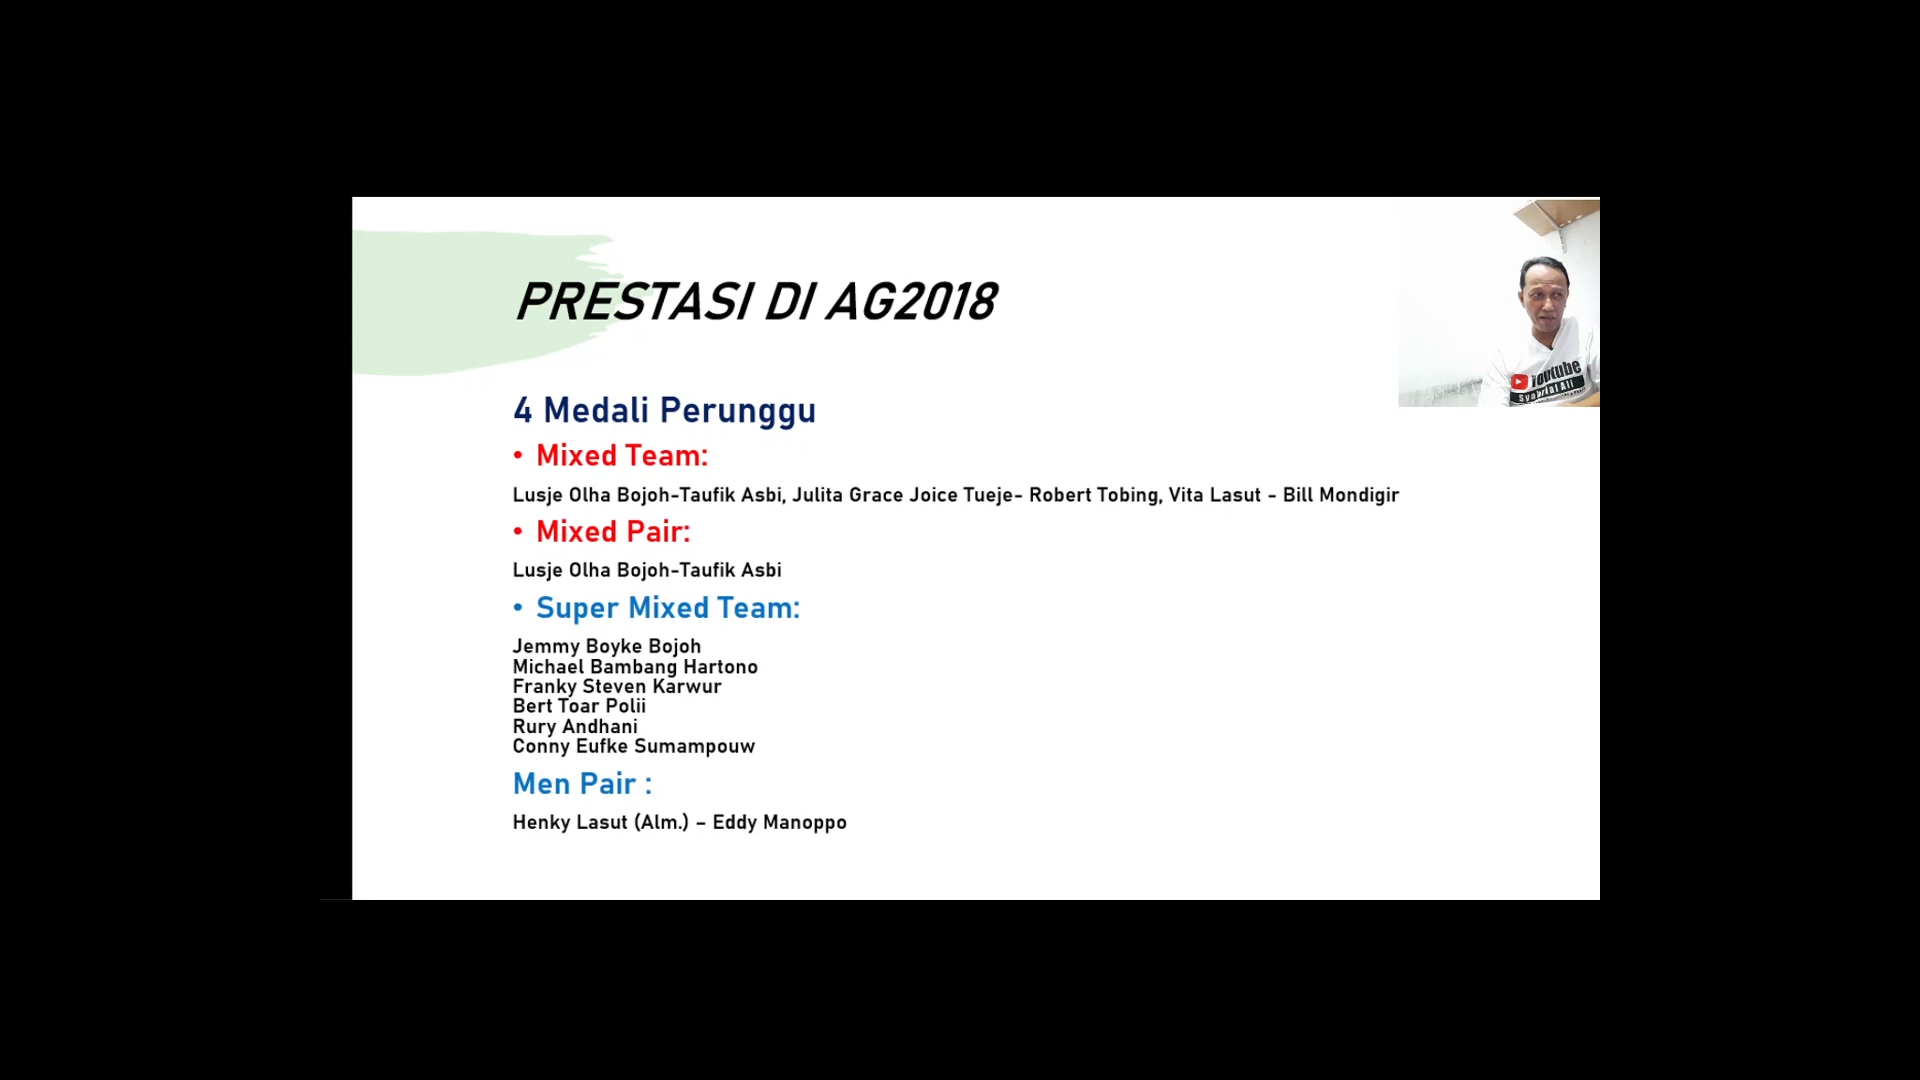 PRESTASI DI AG2018
4 Medali Perunggu
• Mixed Team:
Lusje Olha Bojoh-Taufik Asbi, Julita Grace Joice Tueje- Robert Tobing, Vita Lasut - Bill Mondigir
• Mixed Pair:
Lusje Olha Bojoh-Taufik Asbi
• Super Mixed Team:
Jemmy Boyke Bojoh
Michael Bambang Hartono
Franky Steven Karwur
Bert Toar Polii
Rury Andhani
Conny Eufke Sumampouw
Men Pair :
Henky Lasut (Alm.) – Eddy Manoppo
Youtube
Syahrial Ali